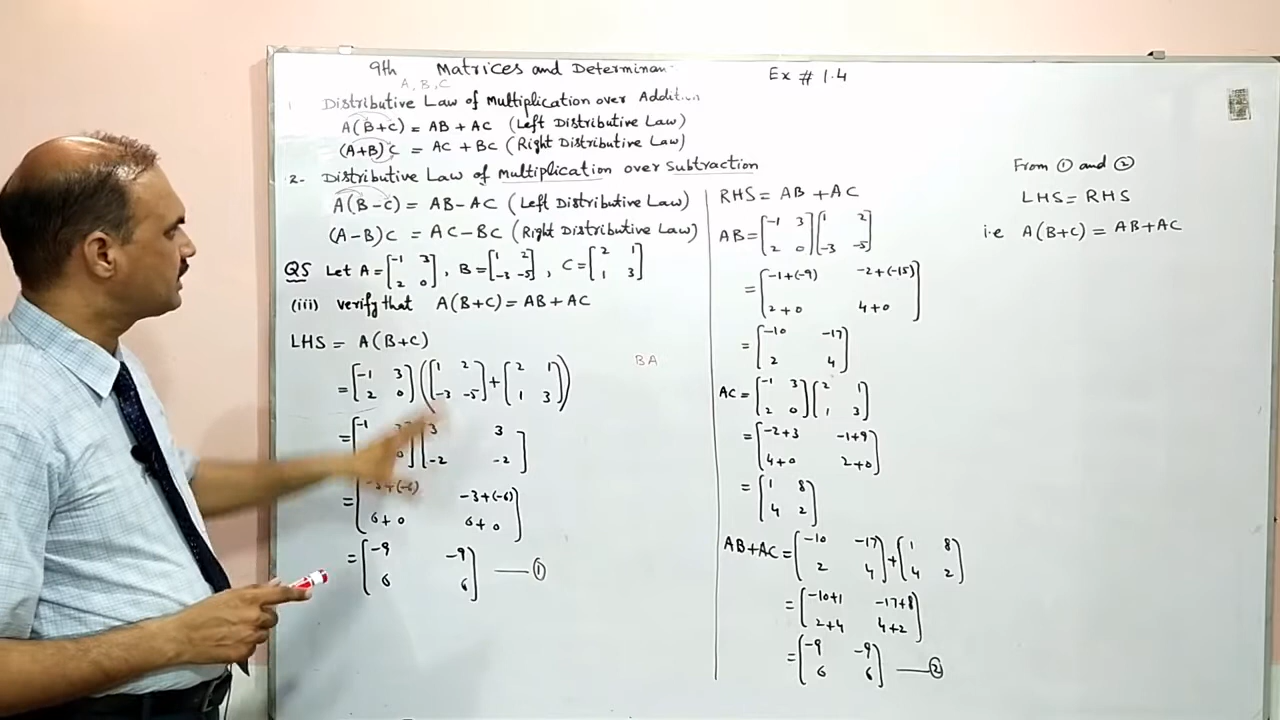 9th Matrices and Determinan
Ex # 1.4
A, B, C
1. Distributive Law of Multiplication over Addition
A(B+C) = AB + AC (Left Distributive Law)
(A+B)C = AC + BC (Right Distributive Law)
2- Distributive Law of Multiplication over Subtraction
A(B-C) = AB - AC (Left Distributive Law)
(A-B)C = AC - BC (Right Distributive Law)
Q5 Let A = [-1 3; 2 0], B = [1 2; -3 -5], C = [2 1; 1 3]
(iii) verify that A(B+C) = AB + AC
LHS = A(B+C)
= [-1 3; 2 0] ([1 2; -3 -5] + [2 1; 1 3])
BA
= [-1 0] [3 3; -2 -2]
= [-3+(-6) -3+(-6); 6+0 6+0]
= [-9 -9; 6 6] —— ①
RHS = AB + AC
AB = [-1 3; 2 0] [1 2; -3 -5]
= [-1+(-9) -2+(-15); 2+0 4+0]
= [-10 -17; 2 4]
AC = [-1 3; 2 0] [2 1; 1 3]
= [-2+3 -1+9; 4+0 2+0]
= [1 8; 4 2]
AB+AC = [-10 -17; 2 4] + [1 8; 4 2]
= [-10+1 -17+8; 2+4 4+2]
= [-9 -9; 6 6] —— ②
From ① and ②
LHS = RHS
i.e A(B+C) = AB+AC